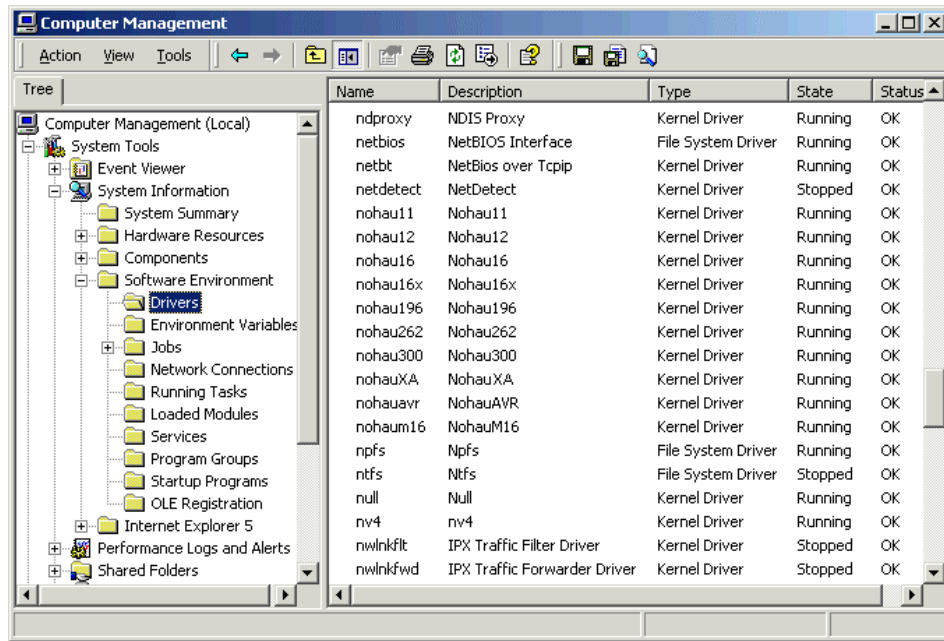 Computer Management
Action View Tools
Tree
Computer Management (Local)
System Tools
Event Viewer
System Information
System Summary
Hardware Resources
Components
Software Environment
Drivers
Environment Variables
Jobs
Network Connections
Running Tasks
Loaded Modules
Services
Program Groups
Startup Programs
OLE Registration
Internet Explorer 5
Performance Logs and Alerts
Shared Folders
Name Description Type State Status
ndproxy NDIS Proxy Kernel Driver Running OK
netbios NetBIOS Interface File System Driver Running OK
netbt NetBios over Tcpip Kernel Driver Running OK
netdetect NetDetect Kernel Driver Stopped OK
nohau11 Nohau11 Kernel Driver Running OK
nohau12 Nohau12 Kernel Driver Running OK
nohau16 Nohau16 Kernel Driver Running OK
nohau16x Nohau16x Kernel Driver Running OK
nohau196 Nohau196 Kernel Driver Running OK
nohau262 Nohau262 Kernel Driver Running OK
nohau300 Nohau300 Kernel Driver Running OK
nohauXA NohauXA Kernel Driver Running OK
nohauavr NohauAVR Kernel Driver Running OK
nohaum16 NohauM16 Kernel Driver Running OK
npfs Npfs File System Driver Running OK
ntfs Ntfs File System Driver Stopped OK
null Null Kernel Driver Running OK
nv4 nv4 Kernel Driver Running OK
nwlnkflt IPX Traffic Filter Driver Kernel Driver Stopped OK
nwlnkfwd IPX Traffic Forwarder Driver Kernel Driver Stopped OK